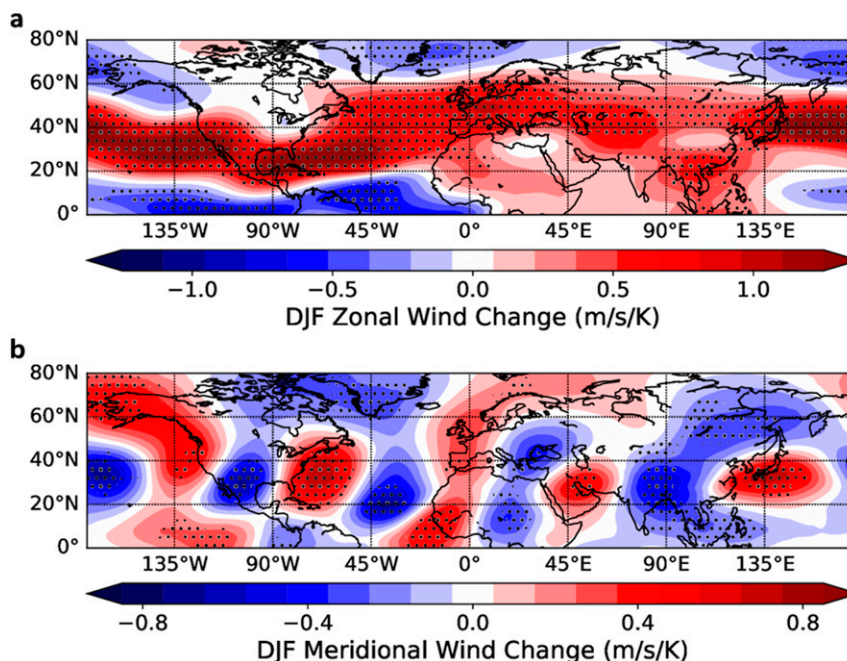 a
80°N
60°N
40°N
20°N
0°
135°W 90°W 45°W 0°E 45°E 90°E 135°E
−1.0 −0.5 0.0 0.5 1.0
DJF Zonal Wind Change (m/s/K)
b
80°N
60°N
40°N
20°N
0°
135°W 90°W 45°W 0°E 45°E 90°E 135°E
−0.8 −0.4 0.0 0.4 0.8
DJF Meridional Wind Change (m/s/K)